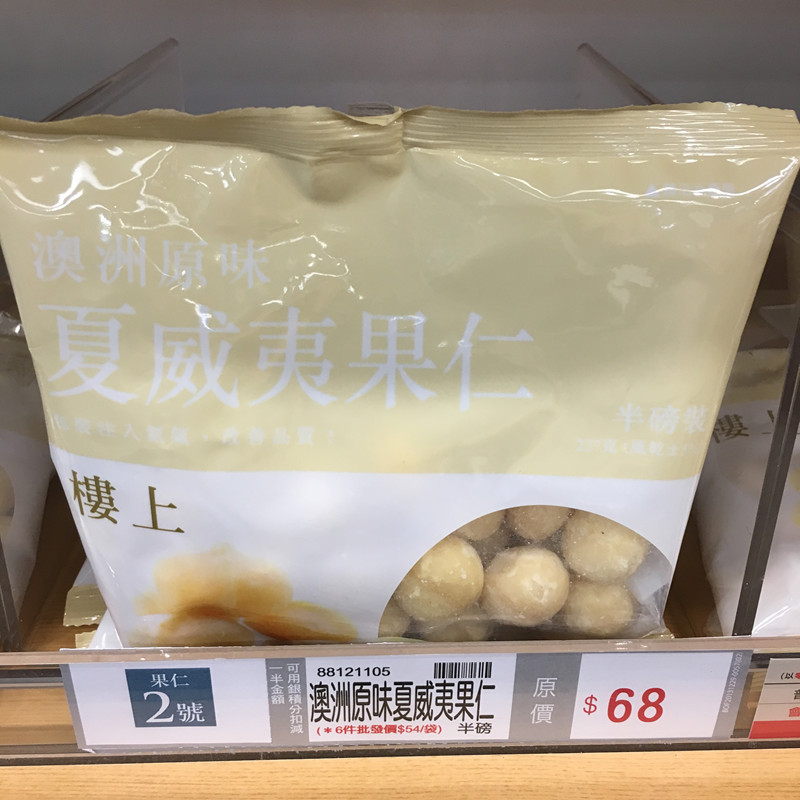 澳洲原味
夏威夷果仁
半磅裝
樓上
樓上
果仁
2號
可用銀積分扣減
一半金額
88121105
澳洲原味夏威夷果仁
(*6件批發價$54/袋) 半磅
原價
$68